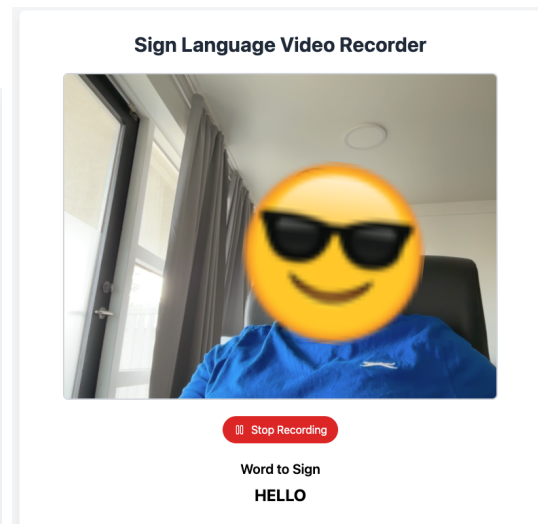 Sign Language Video Recorder
Stop Recording
Word to Sign
HELLO